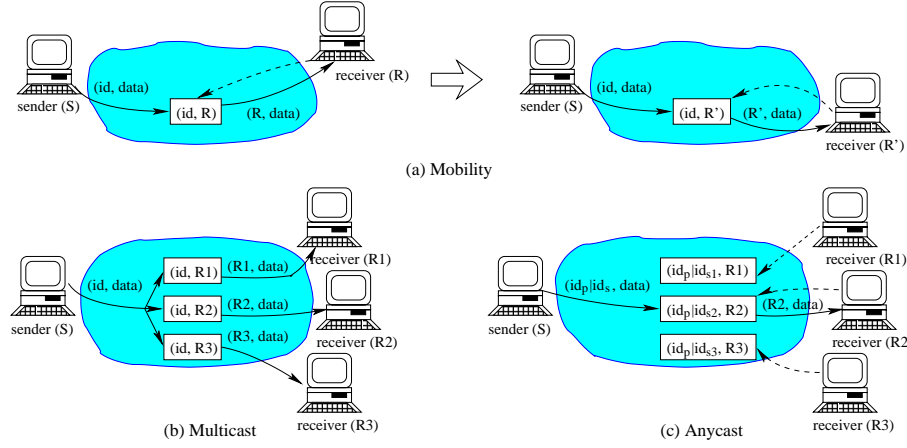 sender (S)
(id, data)
(id, R)
(R, data)
receiver (R)
sender (S)
(id, data)
(id, R’)
(R’, data)
receiver (R’)
(a) Mobility
sender (S)
(id, data)
(id, R1)
(R1, data)
receiver (R1)
(id, R2)
(R2, data)
receiver (R2)
(id, R3)
(R3, data)
receiver (R3)
(b) Multicast
sender (S)
(idp|ids, data)
(idp|ids1, R1)
receiver (R1)
(idp|ids2, R2)
(R2, data)
receiver (R2
(idp|ids3, R3)
receiver (R3)
(c) Anycast